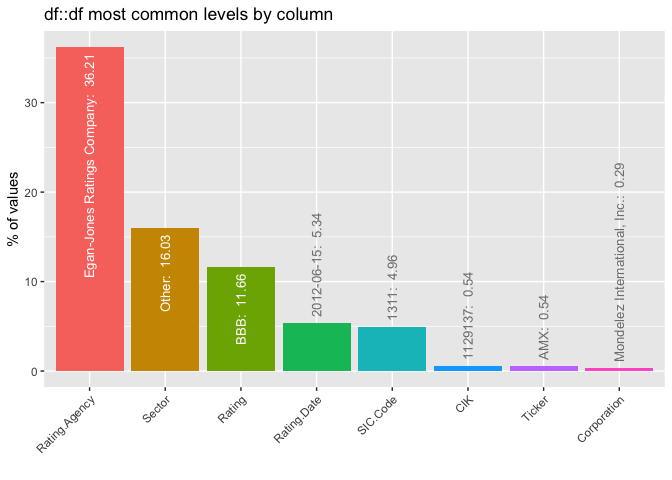 df::df most common levels by column
% of values
30
20
10
0
Egan-Jones Ratings Company:  36.21
Other:  16.03
BBB:  11.66
2012-06-15:  5.34
1311:  4.96
1129137:  0.54
AMX:  0.54
Mondelez International, Inc.:  0.29
Rating.Agency
Sector
Rating
Rating.Date
SIC.Code
CIK
Ticker
Corporation